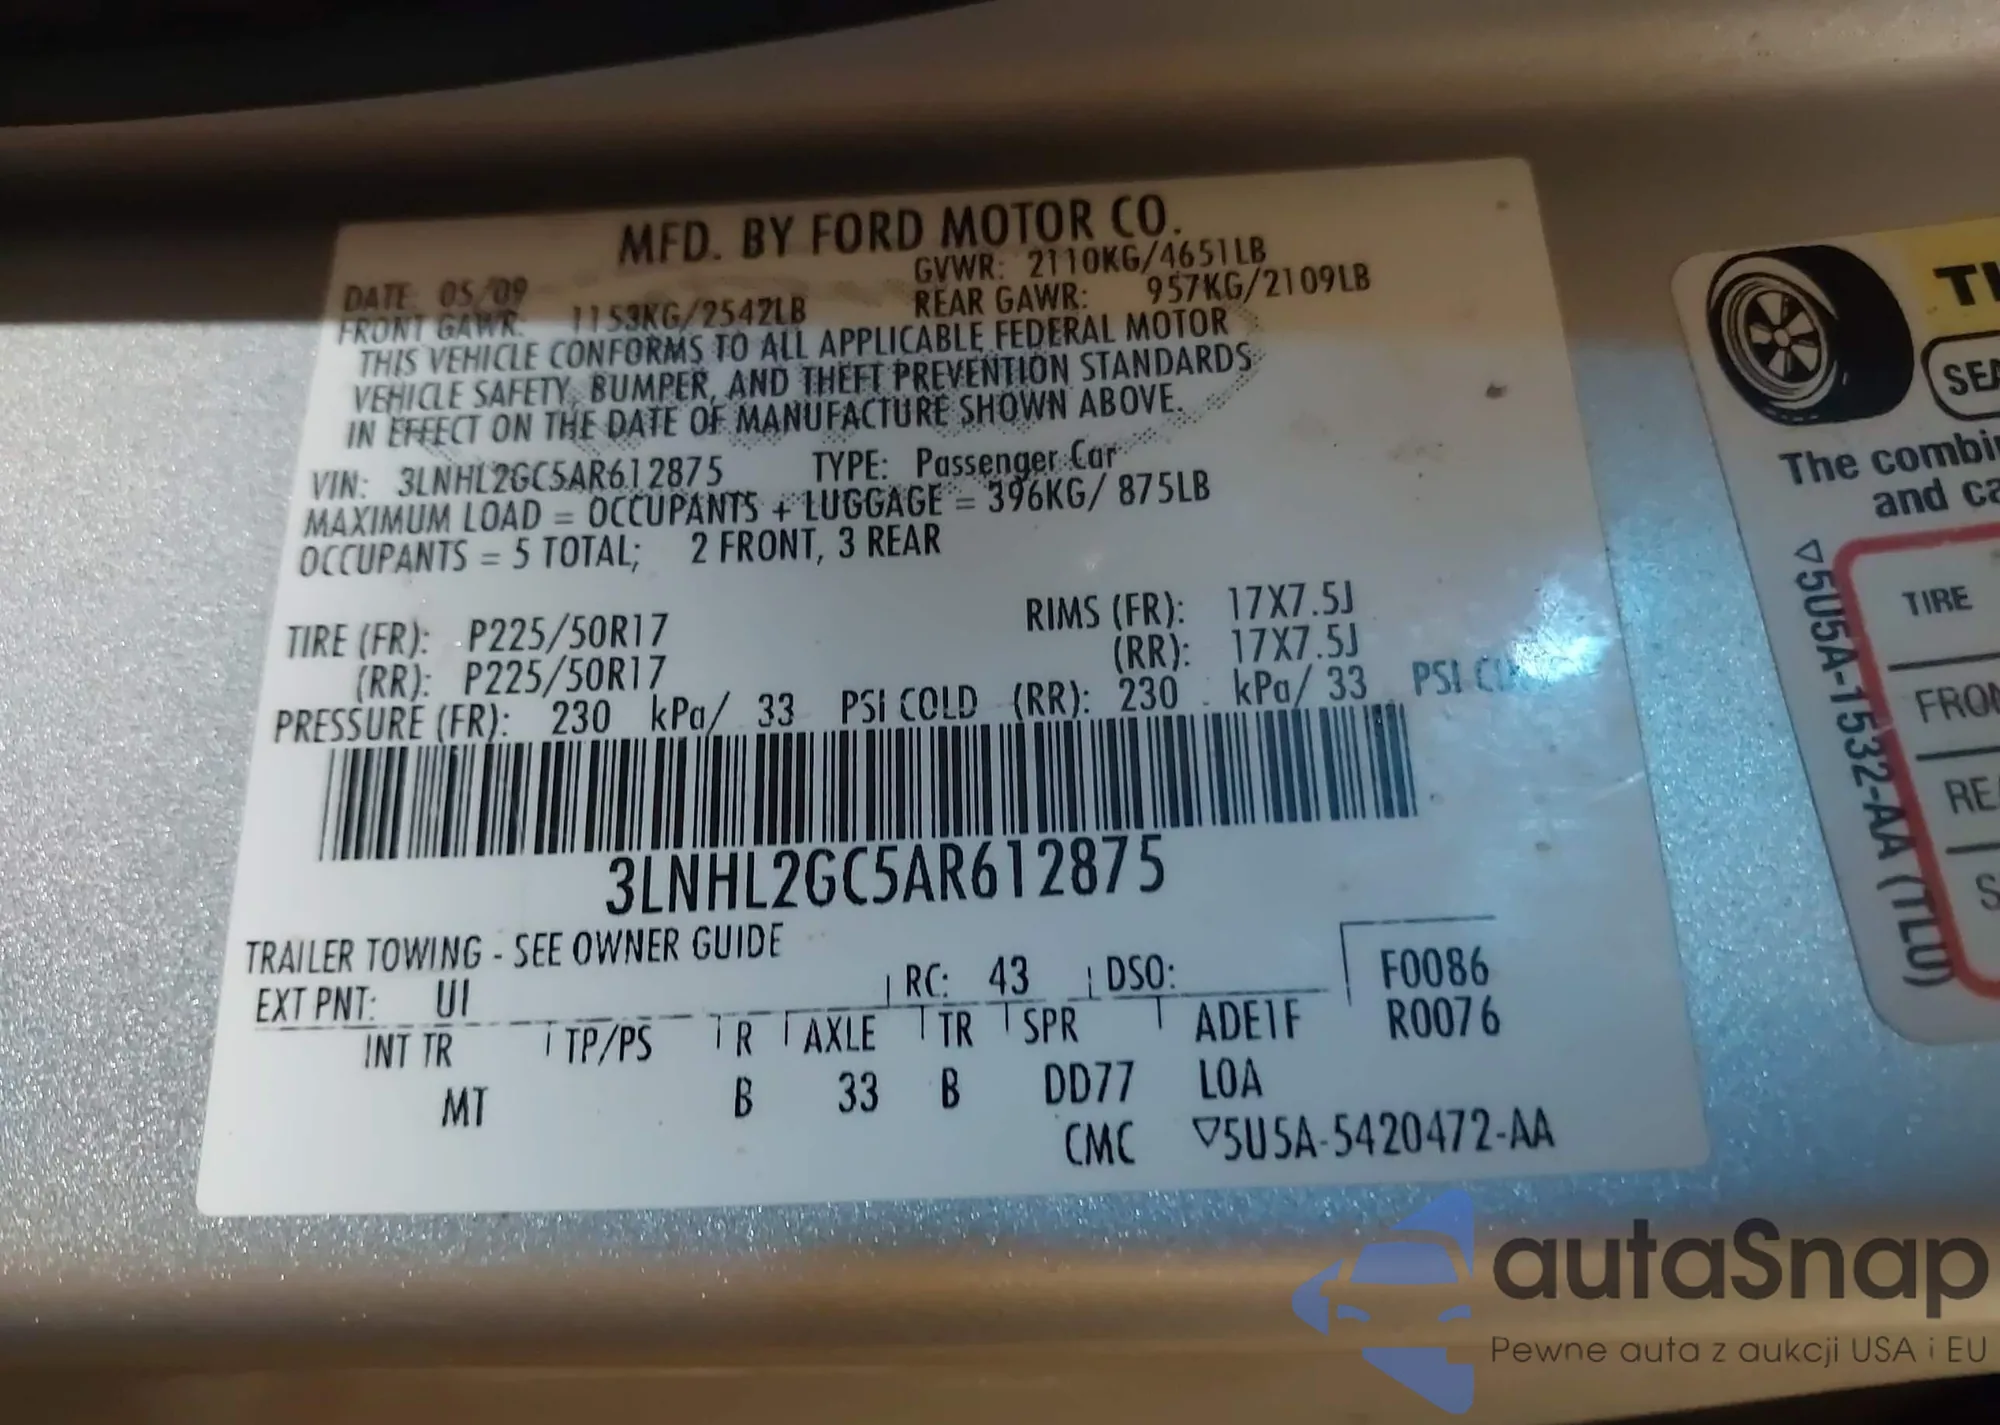 MFD. BY FORD MOTOR CO.
DATE: 05/09 GVWR: 2110KG/4651LB
FRONT GAWR: 1153KG/2542LB REAR GAWR: 957KG/2109LB
THIS VEHICLE CONFORMS TO ALL APPLICABLE FEDERAL MOTOR
VEHICLE SAFETY, BUMPER, AND THEFT PREVENTION STANDARDS
IN EFFECT ON THE DATE OF MANUFACTURE SHOWN ABOVE.
VIN: 3LNHL2GC5AR612875 TYPE: Passenger Car
MAXIMUM LOAD = OCCUPANTS + LUGGAGE = 396KG/ 875LB
OCCUPANTS = 5 TOTAL; 2 FRONT, 3 REAR
TIRE (FR): P225/50R17 RIMS (FR): 17X7.5J
(RR): P225/50R17 (RR): 17X7.5J
PRESSURE (FR): 230 kPa/ 33 PSI COLD (RR): 230 kPa/ 33 PSI
3LNHL2GC5AR612875
TRAILER TOWING - SEE OWNER GUIDE
EXT PNT: UI RC: 43 DSO: F0086
INT TR TP/PS R AXLE TR SPR ADE1F R0076
MT B 33 B DD77 LOA
CMC ▽5U5A-5420472-AA
The
and
▽5U5A-1532-AA (TLU)
TIRE
autaSnap
Pewne auta z aukcji USA i EU